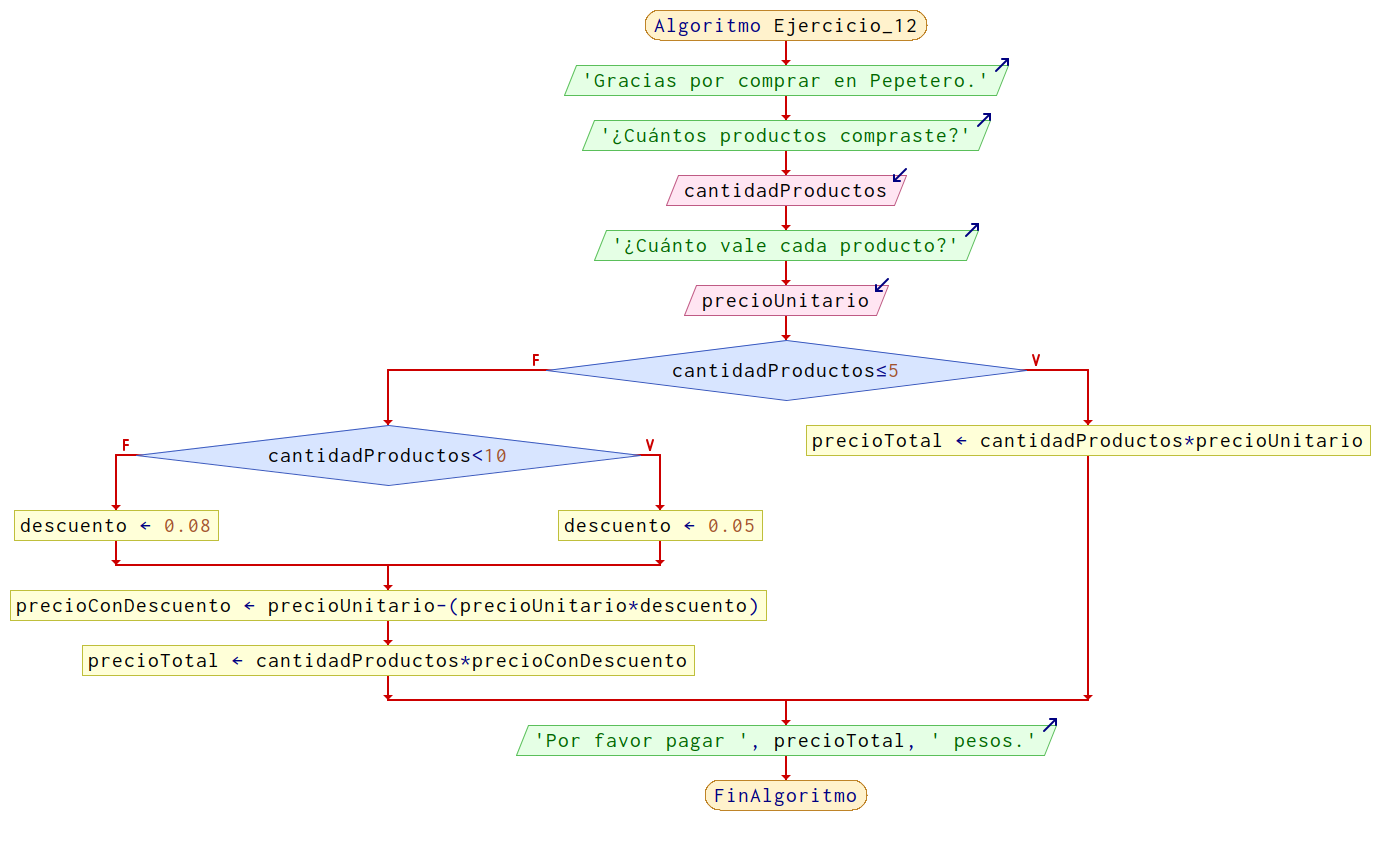 Algoritmo Ejercicio_12
'Gracias por comprar en Pepetero.'
'¿Cuántos productos compraste?'
cantidadProductos
'¿Cuánto vale cada producto?'
precioUnitario
F
cantidadProductos≤5
V
F
cantidadProductos<10
V
precioTotal ← cantidadProductos*precioUnitario
descuento ← 0.08
descuento ← 0.05
precioConDescuento ← precioUnitario-(precioUnitario*descuento)
precioTotal ← cantidadProductos*precioConDescuento
'Por favor pagar ', precioTotal, ' pesos.'
FinAlgoritmo